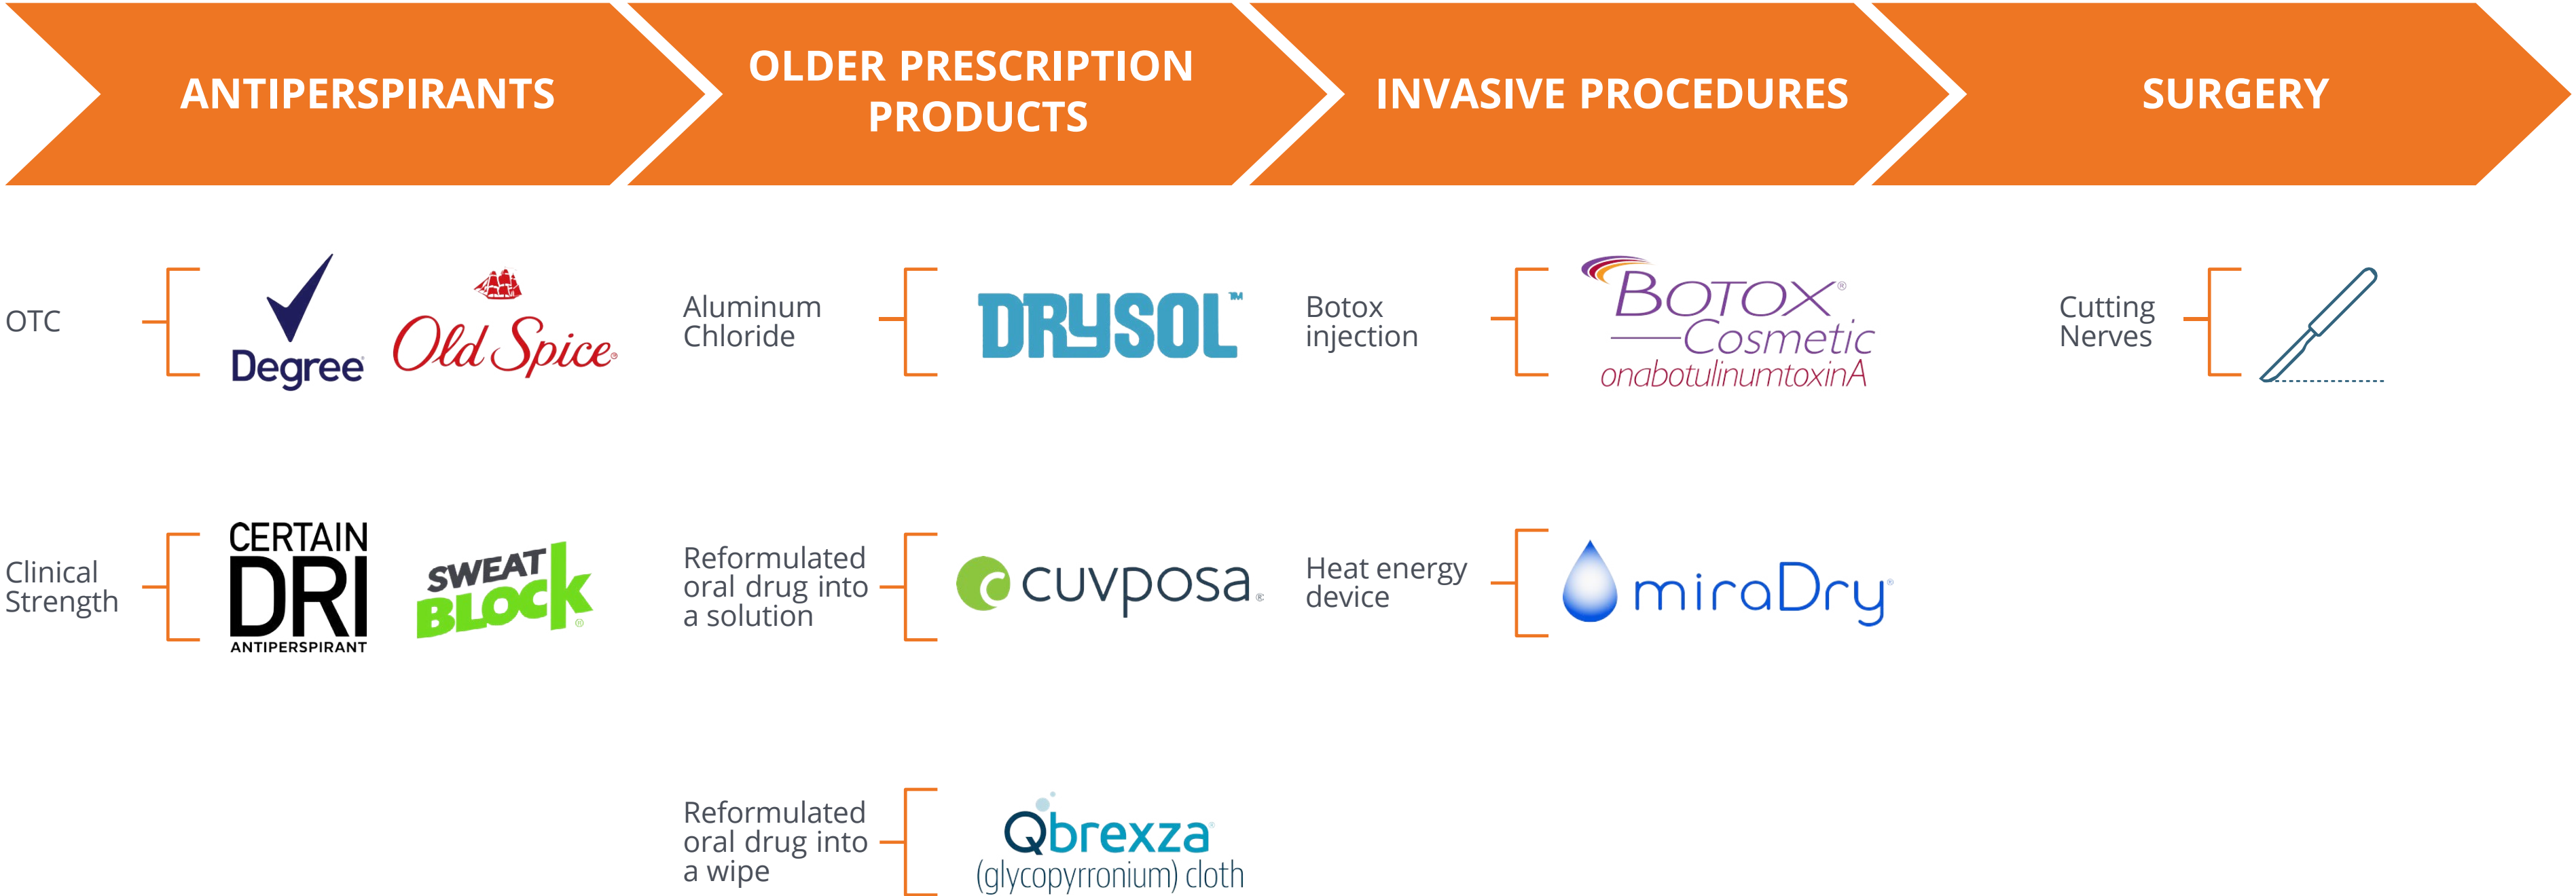 ANTIPERSPIRANTS
OLDER PRESCRIPTION
PRODUCTS
INVASIVE PROCEDURES
SURGERY
OTC
Degree
Old Spice
Aluminum
Chloride
DRYSOL™
Botox
injection
BOTOX®
Cosmetic
onabotulinumtoxinA
Cutting
Nerves
Clinical
Strength
CERTAIN
DRI
ANTIPERSPIRANT
SWEAT
BLOCK®
Reformulated
oral drug into
a solution
cuvposa®
Heat energy
device
miraDry®
Reformulated
oral drug into
a wipe
Qbrexza
(glycopyrronium) cloth